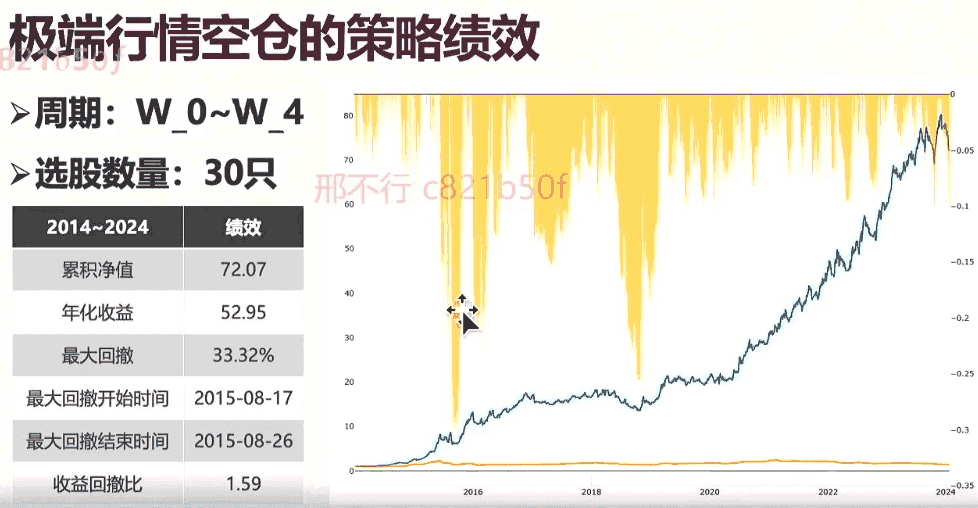 极端行情空仓的策略绩效
c821b50f
➢周期：W_0~W_4
➢选股数量：30只
邢不行 c821b50f
2014~2024 绩效
累积净值 72.07
年化收益 52.95
最大回撤 33.32%
最大回撤开始时间 2015-08-17
最大回撤结束时间 2015-08-26
收益回撤比 1.59
80
70
60
50
40
30
20
10
0
0
−0.05
−0.1
−0.15
−0.2
−0.25
−0.3
−0.35
2016 2018 2020 2022 2024